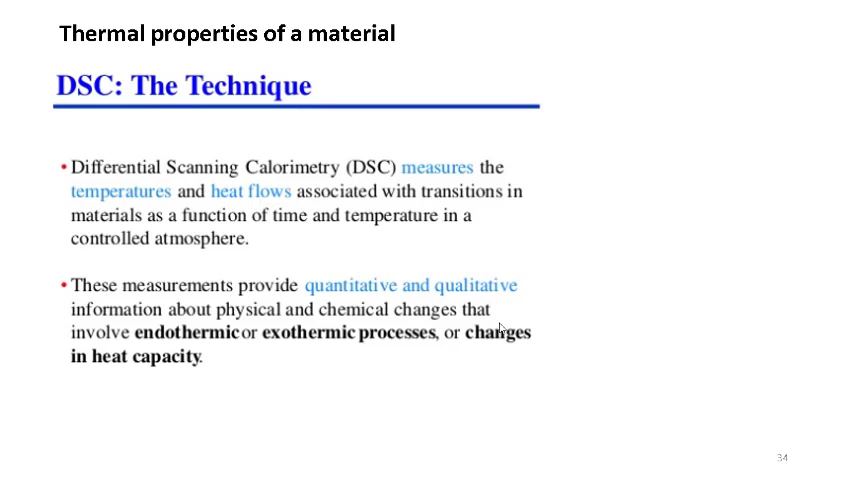 Thermal properties of a material
DSC: The Technique
• Differential Scanning Calorimetry (DSC) measures the
temperatures and heat flows associated with transitions in
materials as a function of time and temperature in a
controlled atmosphere.
• These measurements provide quantitative and qualitative
information about physical and chemical changes that
involve endothermic or exothermic processes, or changes
in heat capacity.
34